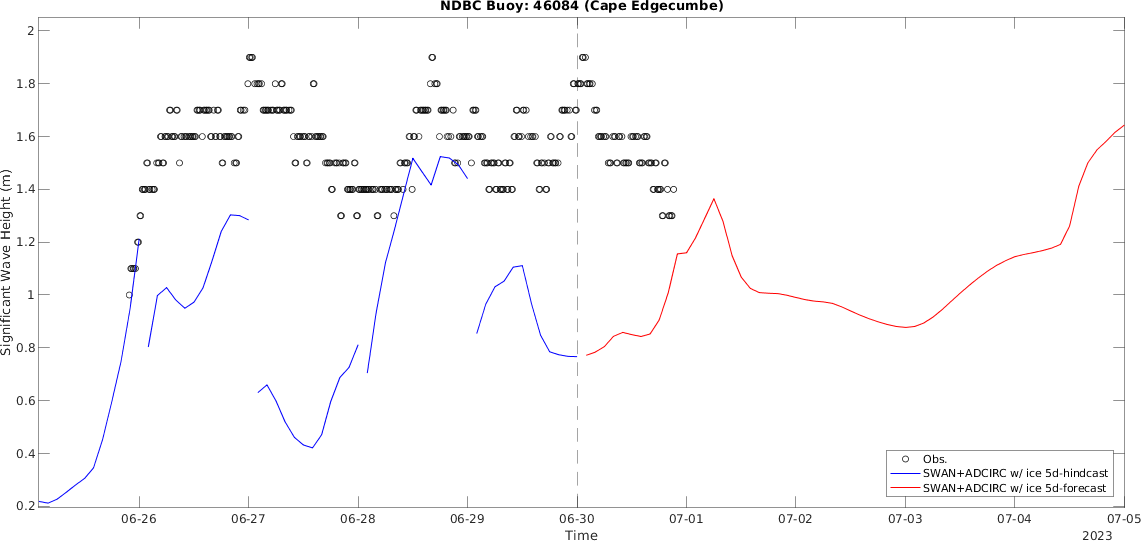 NDBC Buoy: 46084 (Cape Edgecumbe)
2
1.8
1.6
1.4
1.2
1
0.8
0.6
0.4
0.2
Significant Wave Height (m)
Obs.
SWAN+ADCIRC w/ ice 5d-hindcast
SWAN+ADCIRC w/ ice 5d-forecast
06-26 06-27 06-28 06-29 06-30 07-01 07-02 07-03 07-04 07-05
Time
2023